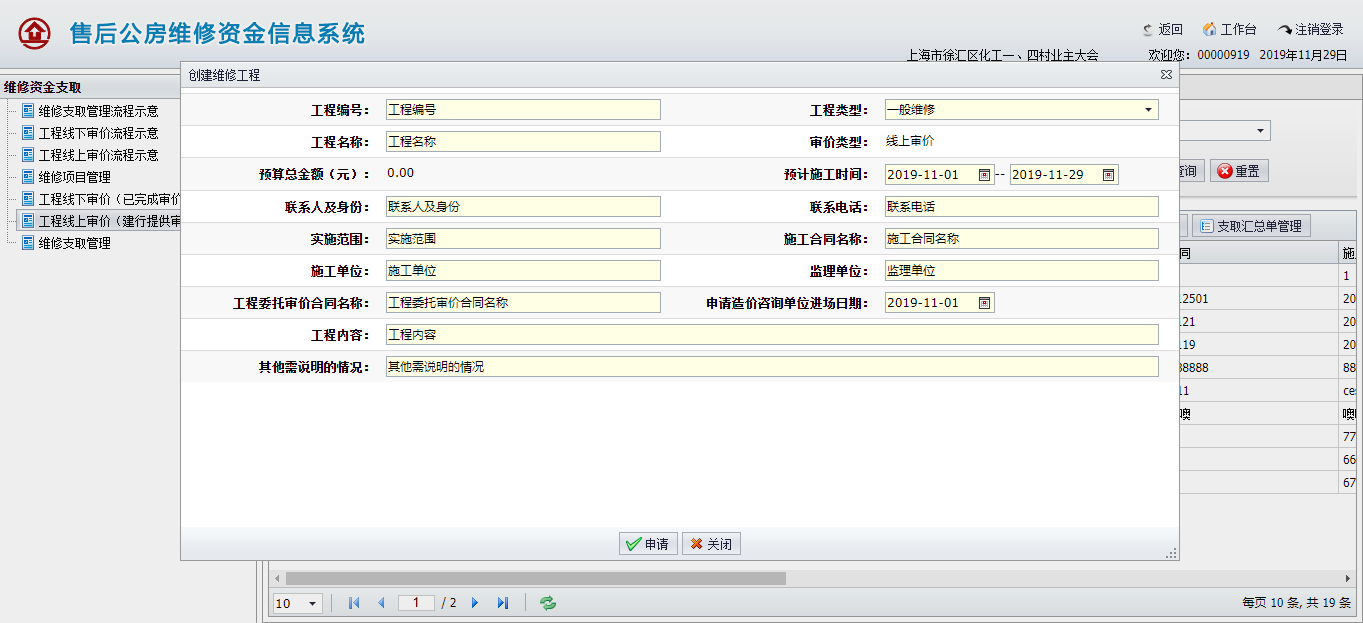 售后公房维修资金信息系统
返回 工作台 注销登录
上海市徐汇区化工一、四村业主大会 欢迎您: 00000919 2019年11月29日
维修资金支取
维修支取管理流程示意
工程线下审价流程示意
工程线上审价流程示意
维修项目管理
工程线下审价（已完成审价
工程线上审价（建行提供审
维修支取管理
创建维修工程
工程编号： 工程编号 工程类型： 一般维修
工程名称： 工程名称 审价类型： 线上审价
预算总金额（元）： 0.00 预计施工时间： 2019-11-01 -- 2019-11-29
联系人及身份： 联系人及身份 联系电话： 联系电话
实施范围： 实施范围 施工合同名称： 施工合同名称
施工单位： 施工单位 监理单位： 监理单位
工程委托审价合同名称： 工程委托审价合同名称 申请造价咨询单位进场日期： 2019-11-01
工程内容： 工程内容
其他需说明的情况： 其他需说明的情况
申请 关闭
查询 重置
支取汇总单管理
同 施
1
12501 20
121 20
119 20
88888 88
11 ce
噢 噢
77
66
67
10 1 / 2 每页 10 条, 共 19 条